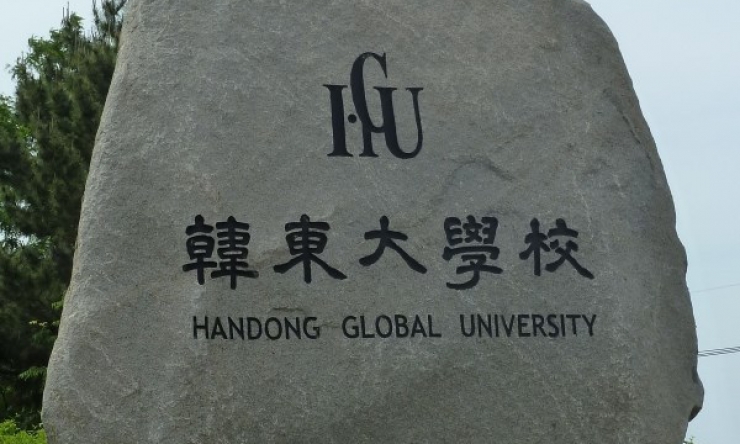 HGU
韓東大學校
HANDONG GLOBAL UNIVERSITY